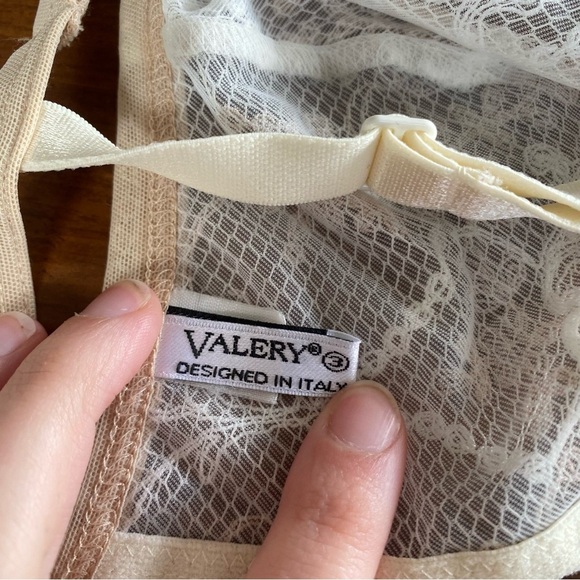 VALERY® ③
DESIGNED IN ITALY